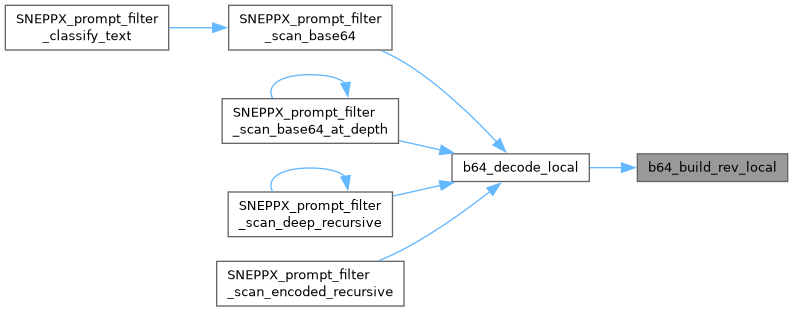 SNEPPX_prompt_filter
_classify_text
SNEPPX_prompt_filter
_scan_base64
SNEPPX_prompt_filter
_scan_base64_at_depth
b64_decode_local
b64_build_rev_local
SNEPPX_prompt_filter
_scan_deep_recursive
SNEPPX_prompt_filter
_scan_encoded_recursive